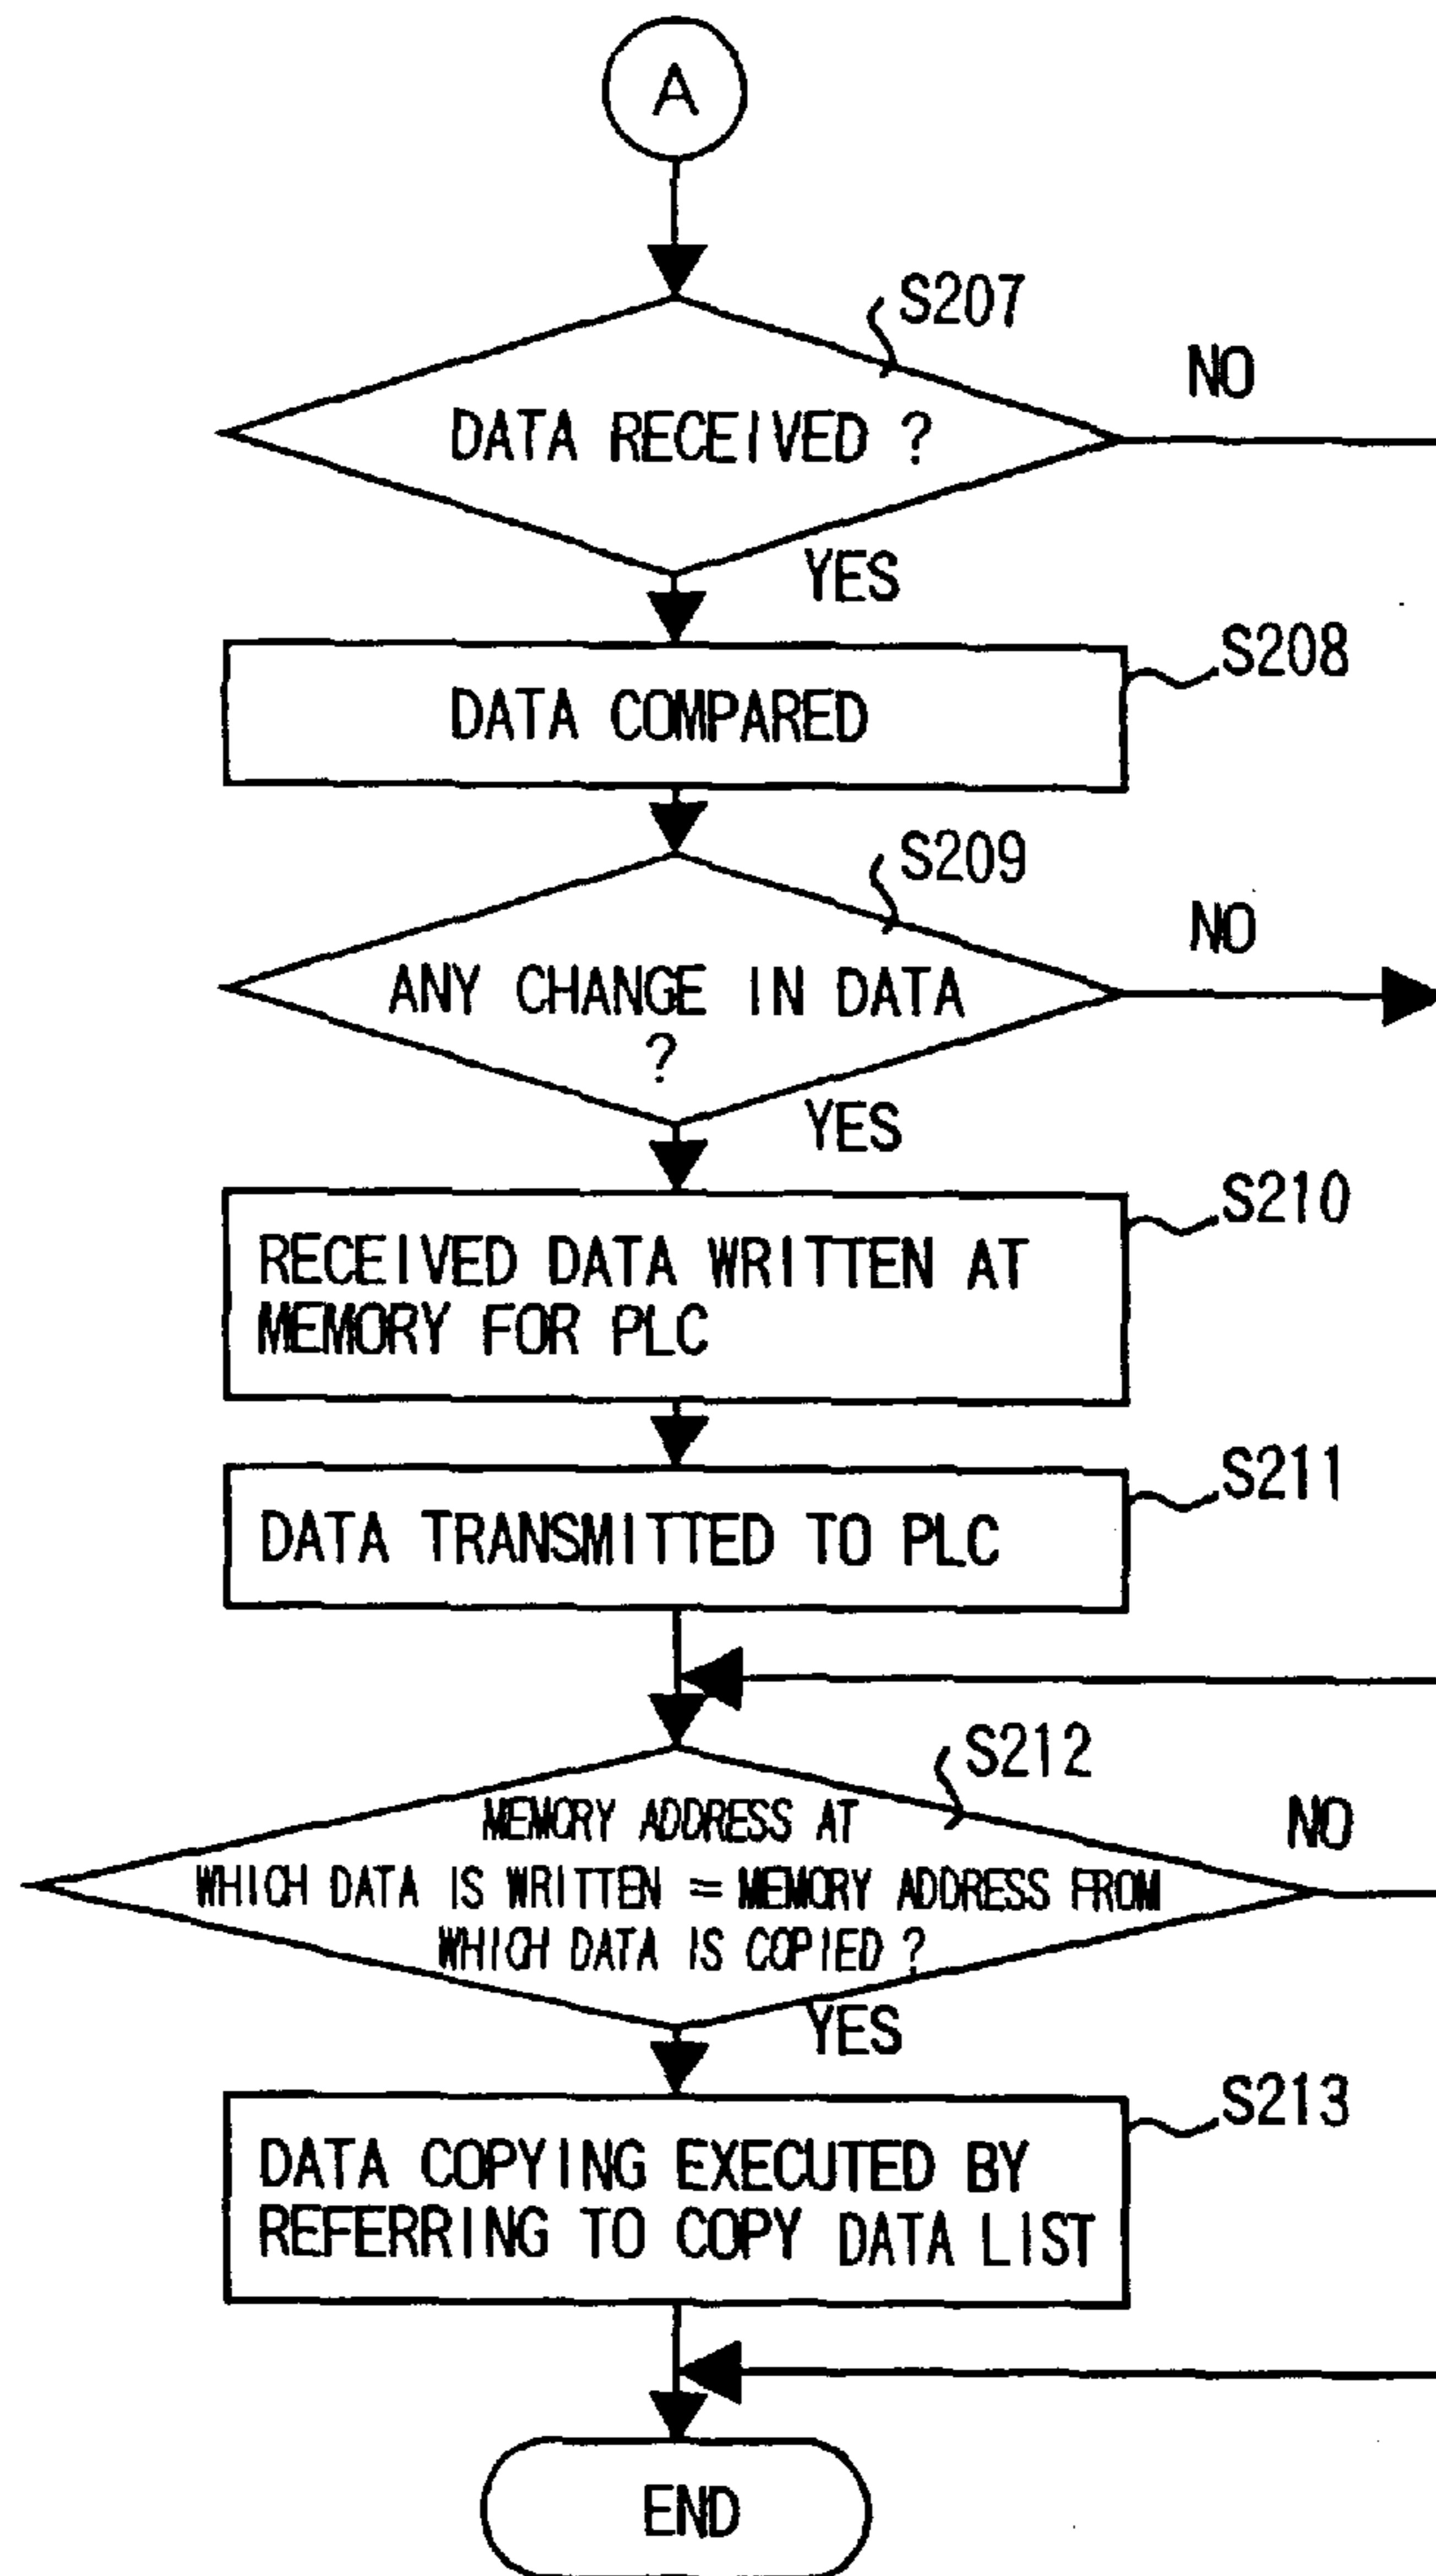 A
S207
NO
DATA RECEIVED ?
YES
S208
DATA COMPARED
S209
NO
ANY CHANGE IN DATA
?
YES
S210
RECEIVED DATA WRITTEN AT
MEMORY FOR PLC
S211
DATA TRANSMITTED TO PLC
S212
MEMORY ADDRESS AT
NO
WHICH DATA IS WRITTEN = MEMORY ADDRESS FROM
WHICH DATA IS COPIED ?
YES
S213
DATA COPYING EXECUTED BY
REFERRING TO COPY DATA LIST
END